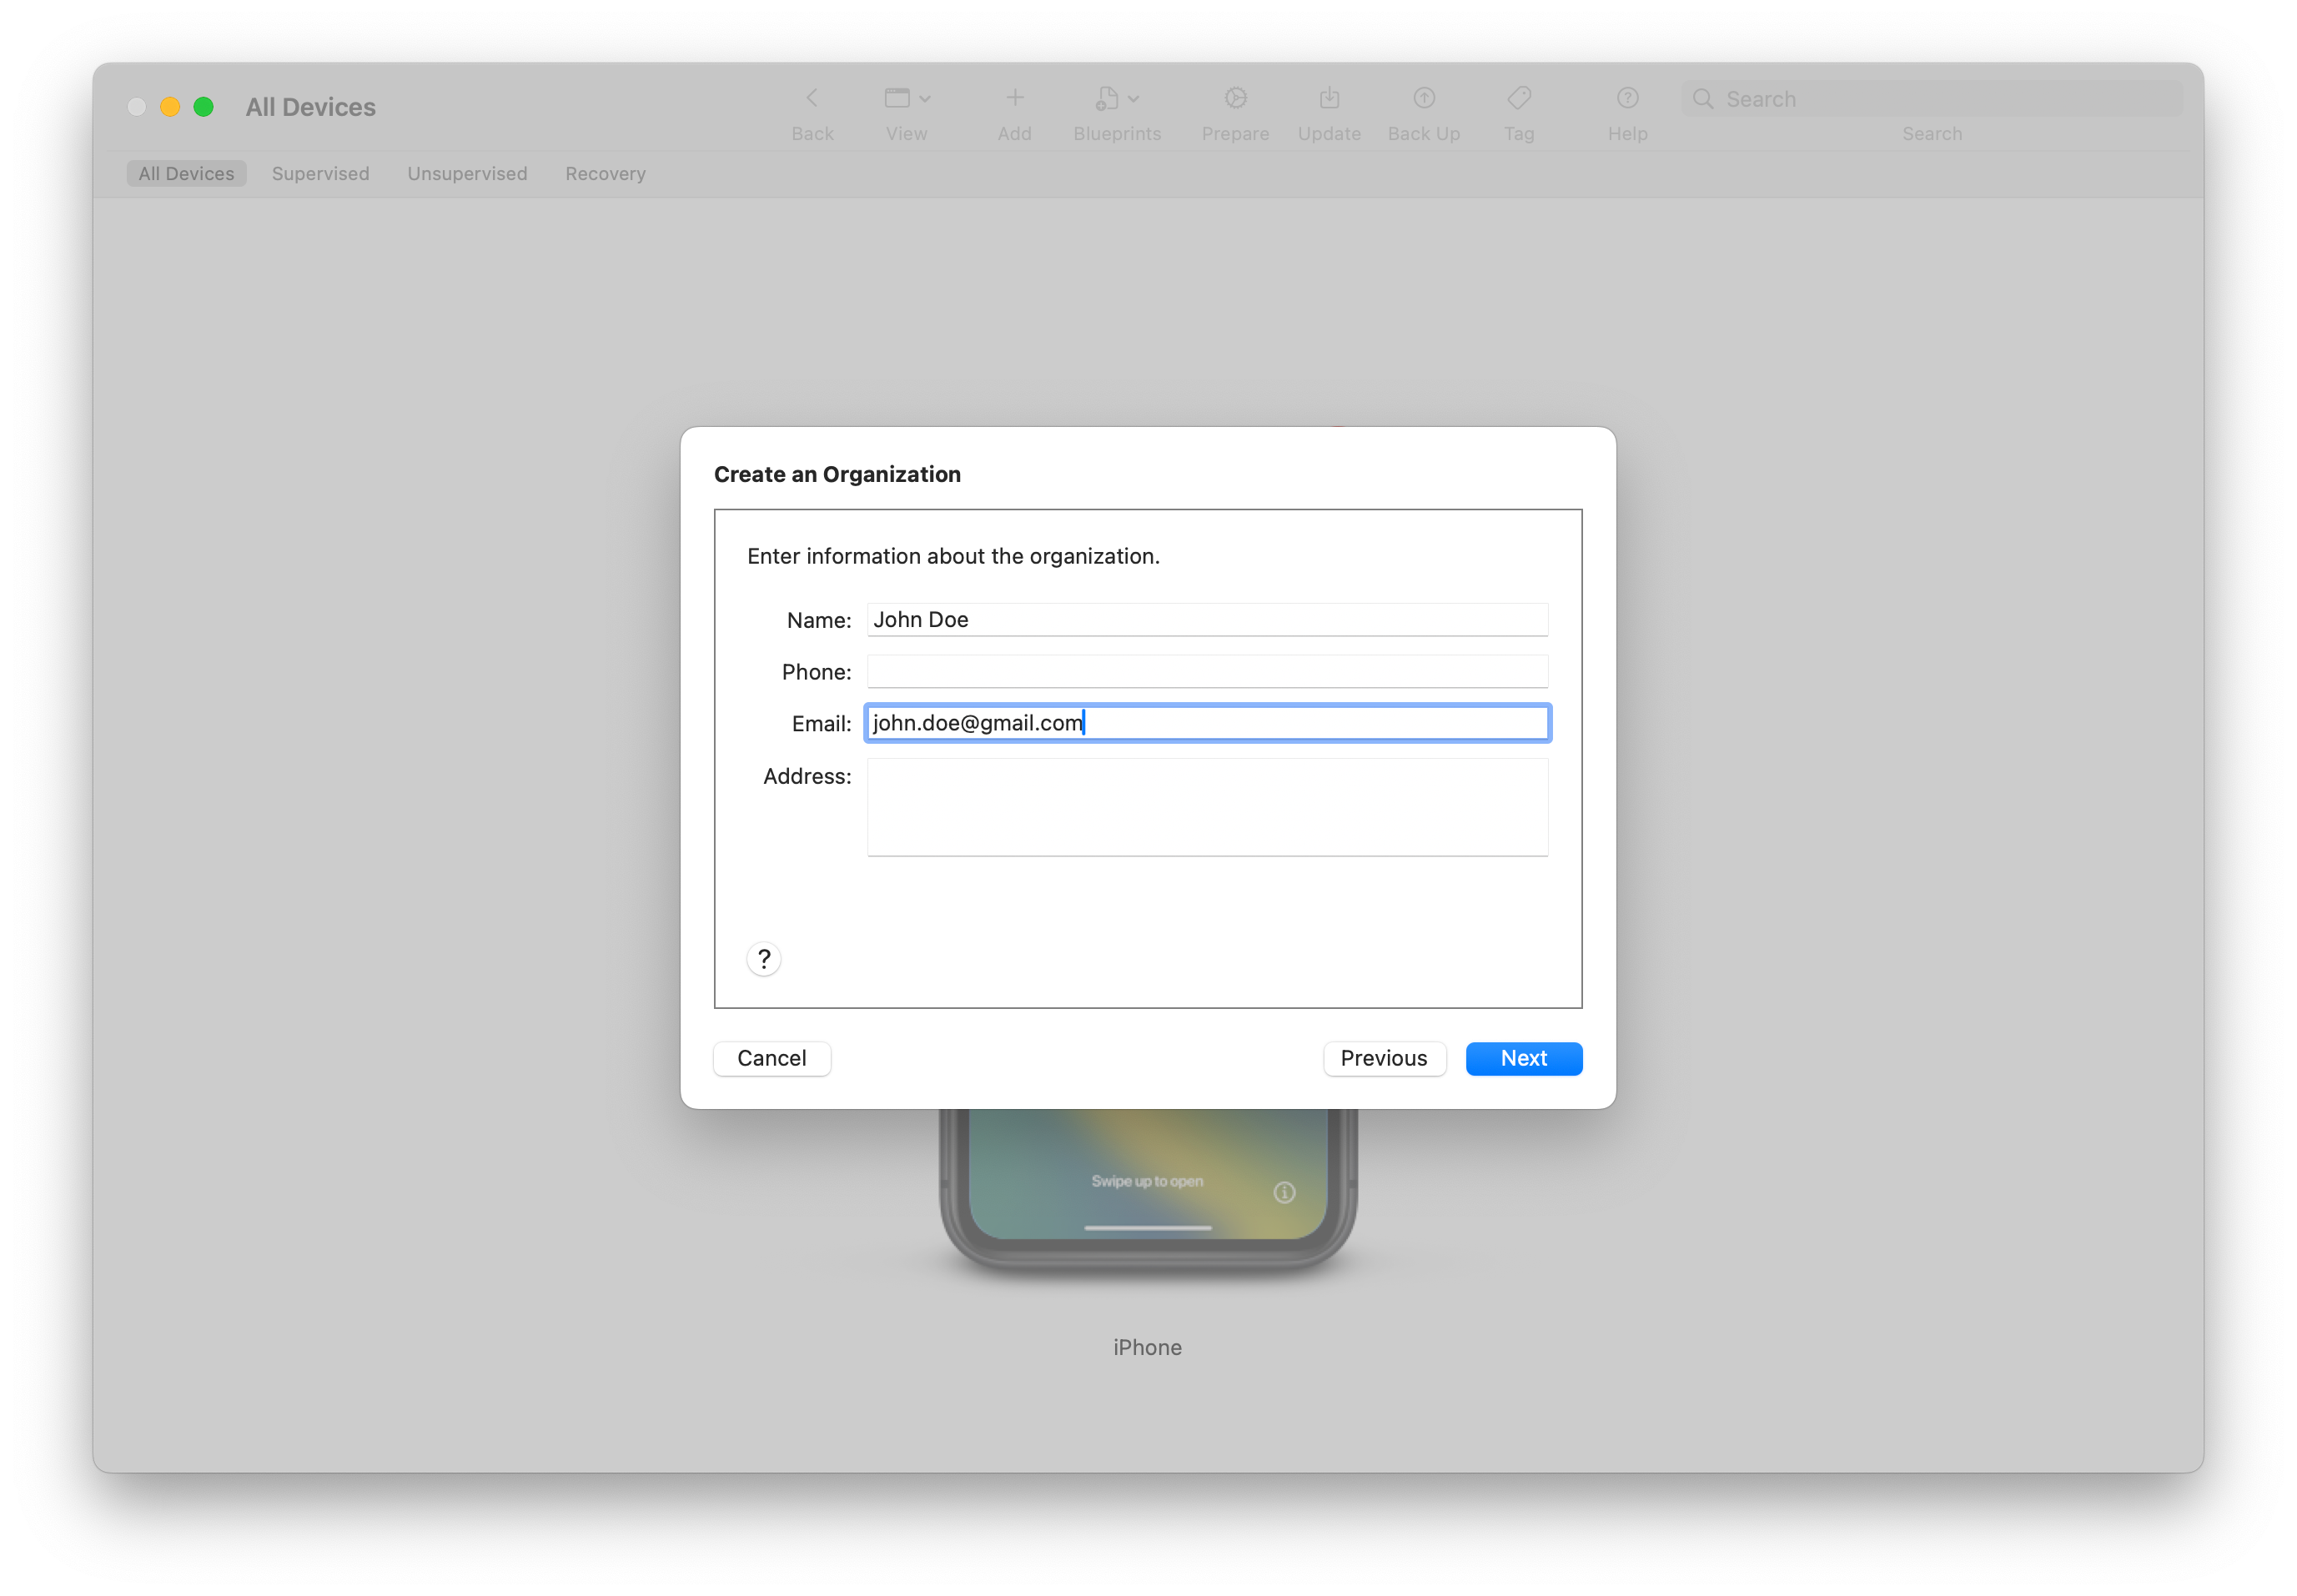 All Devices
Back
View
Add
Blueprints
Prepare
Update
Back Up
Tag
Help
Search
Search
All Devices
Supervised
Unsupervised
Recovery
Create an Organization
Enter information about the organization.
Name: John Doe
Phone:
Email: john.doe@gmail.com
Address:
?
Cancel
Previous
Next
Swipe up to open
iPhone